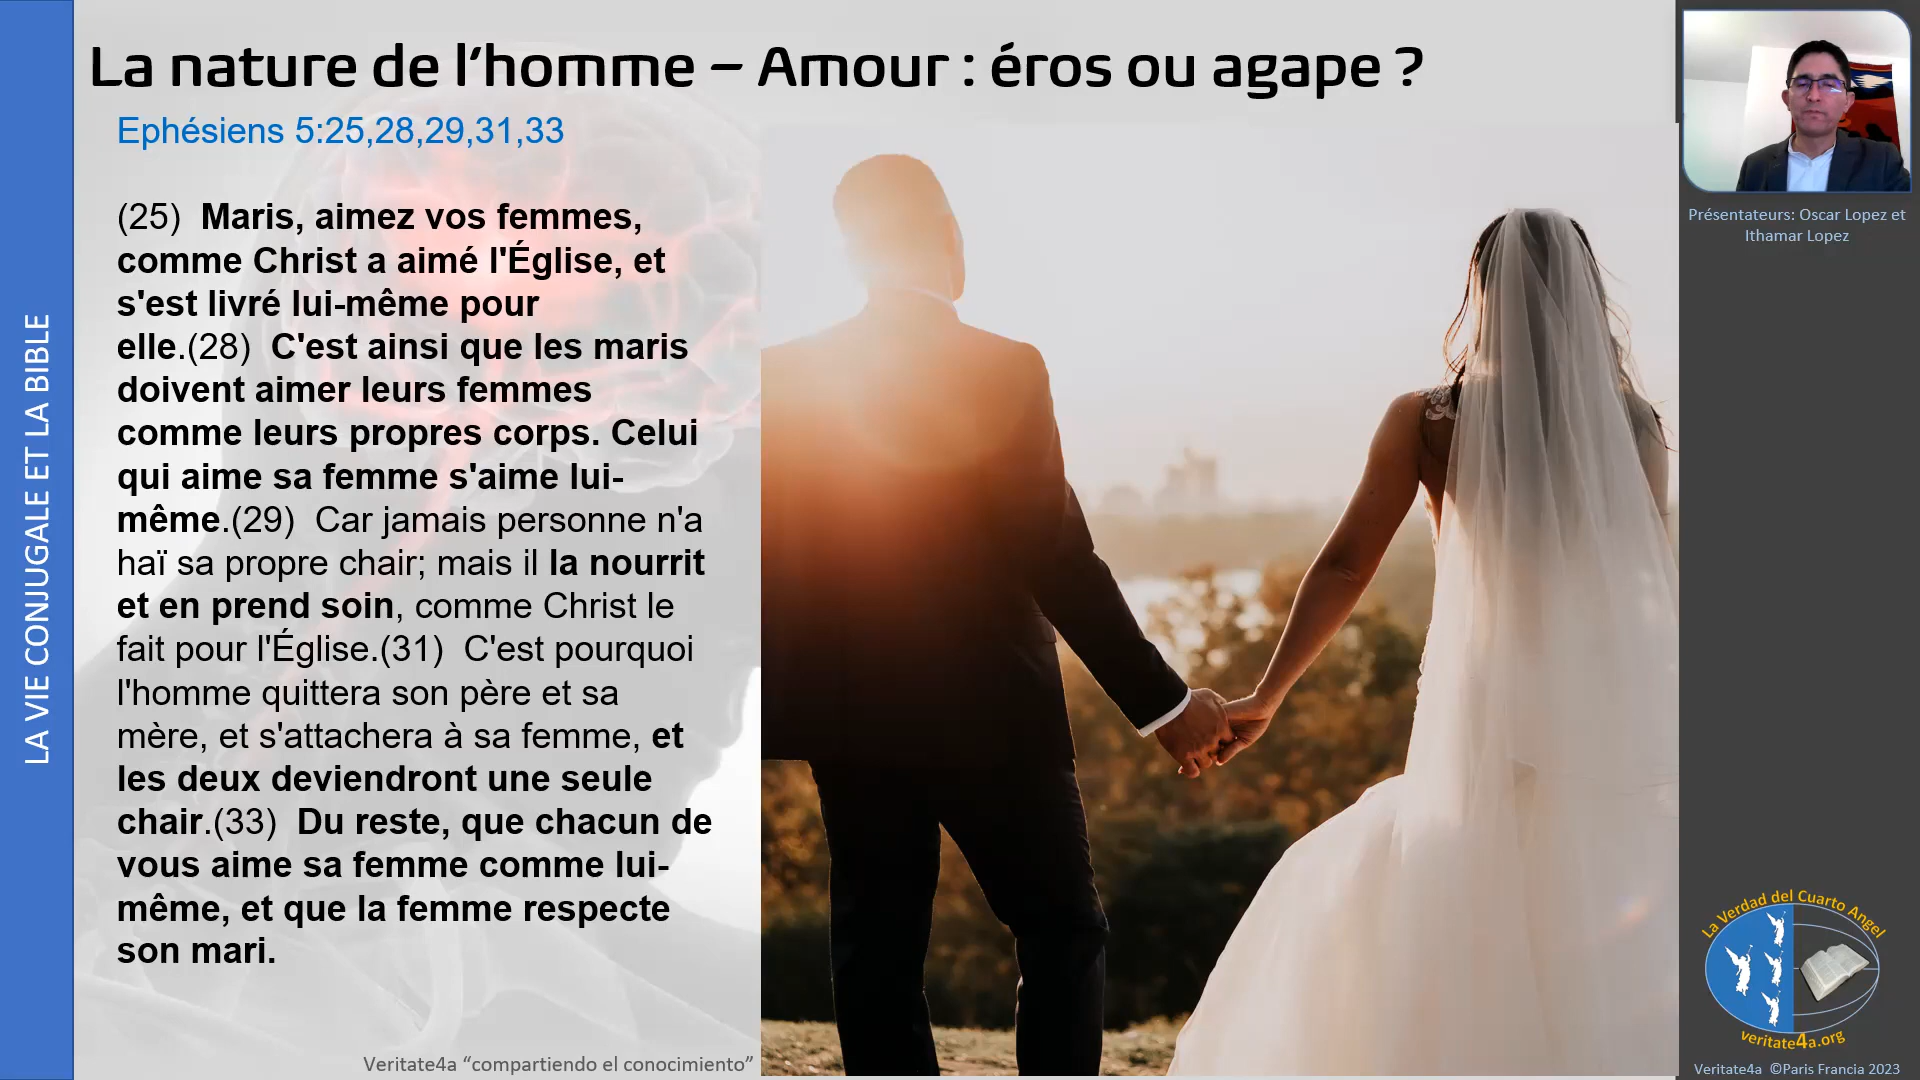 La nature de l’homme – Amour : éros ou agape ?
Ephésiens 5:25,28,29,31,33
(25)  Maris, aimez vos femmes,
comme Christ a aimé l'Église, et
s'est livré lui-même pour
elle.(28)  C'est ainsi que les maris
doivent aimer leurs femmes
comme leurs propres corps. Celui
qui aime sa femme s'aime lui-
même.(29)  Car jamais personne n'a
haï sa propre chair; mais il la nourrit
et en prend soin, comme Christ le
fait pour l'Église.(31)  C'est pourquoi
l'homme quittera son père et sa
mère, et s'attachera à sa femme, et
les deux deviendront une seule
chair.(33)  Du reste, que chacun de
vous aime sa femme comme lui-
même, et que la femme respecte
son mari.
LA VIE CONJUGALE ET LA BIBLE
Veritate4a “compartiendo el conocimiento”
Présentateurs: Oscar Lopez et
Ithamar Lopez
La Verdad del Cuarto Angel
veritate4a.org
Veritate4a  ©Paris Francia 2023